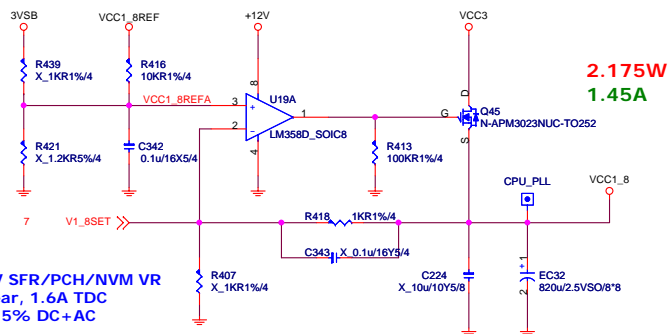 3VSB
VCC1_8REF
+12V
VCC3
R439
X_1KR1%/4
R416
10KR1%/4
2.175W
1.45A
8
U19A
D
VCC1_8REFA
3
+
1
G
Q45
N-APM3023NUC-TO252
2
-
LM358D_SOIC8
S
R421
X_1.2KR5%/4
C342
0.1u/16X5/4
4
R413
100KR1%/4
CPU_PLL
VCC1_8
7
V1_8SET
R418
1KR1%/4
C343
X_0.1u/16Y5/4
R407
X_1KR1%/4
C224
X_10u/10Y5/8
+
1
2
EC32
820u/2.5VSO/8*8
SFR/PCH/NVM VR
ar, 1.6A TDC
5% DC+AC